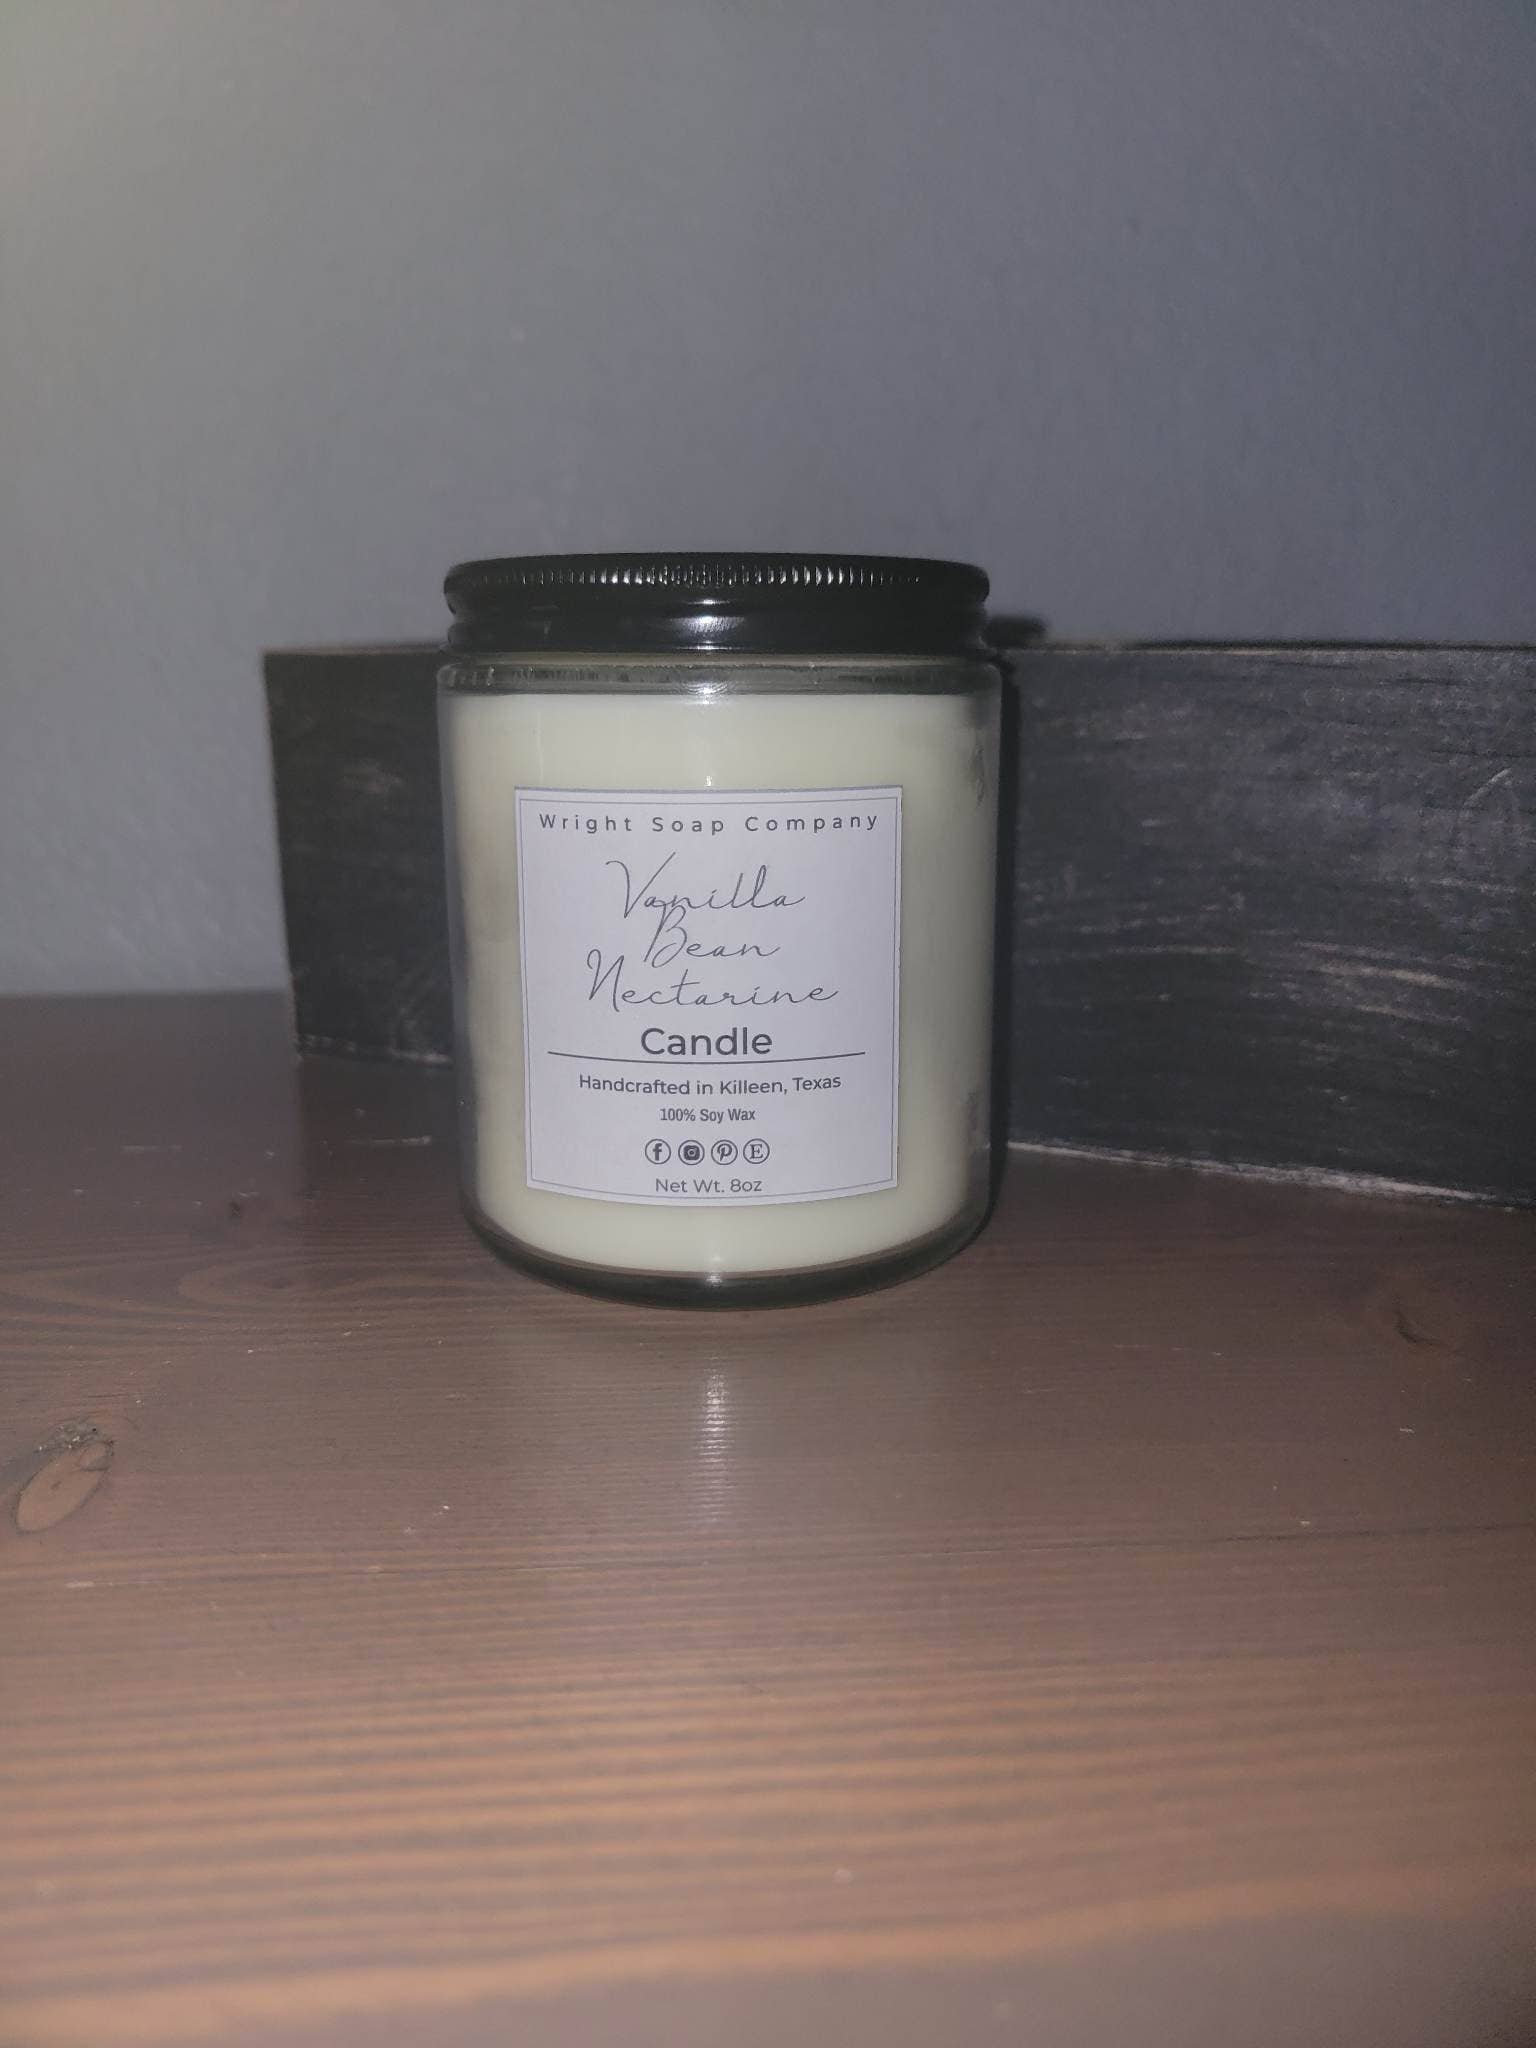 Wright Soap Company
Vanilla
Bean
Nectarine
Candle
Handcrafted in Killeen, Texas
100% Soy Wax
Net Wt. 8oz